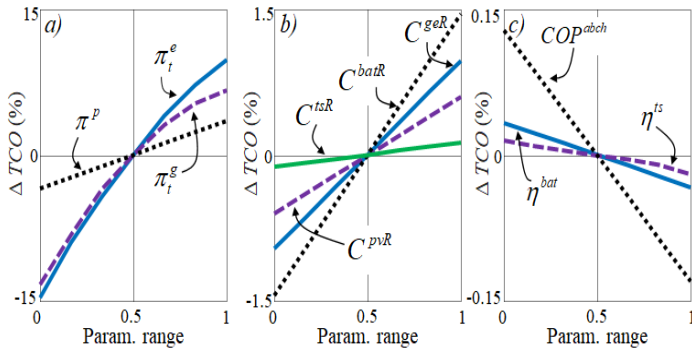 15
a)
π_t^e
π^p
π_t^g
0
-15
Δ TCO (%)
0
0.5
1
Param. range
1.5
b)
C^geR
C^batR
C^tsR
C^pvR
0
-1.5
Δ TCO (%)
0
0.5
1
Param. range
0.15
c)
COP^abch
η^ts
η^bat
0
-0.15
Δ TCO (%)
0
0.5
1
Param. range